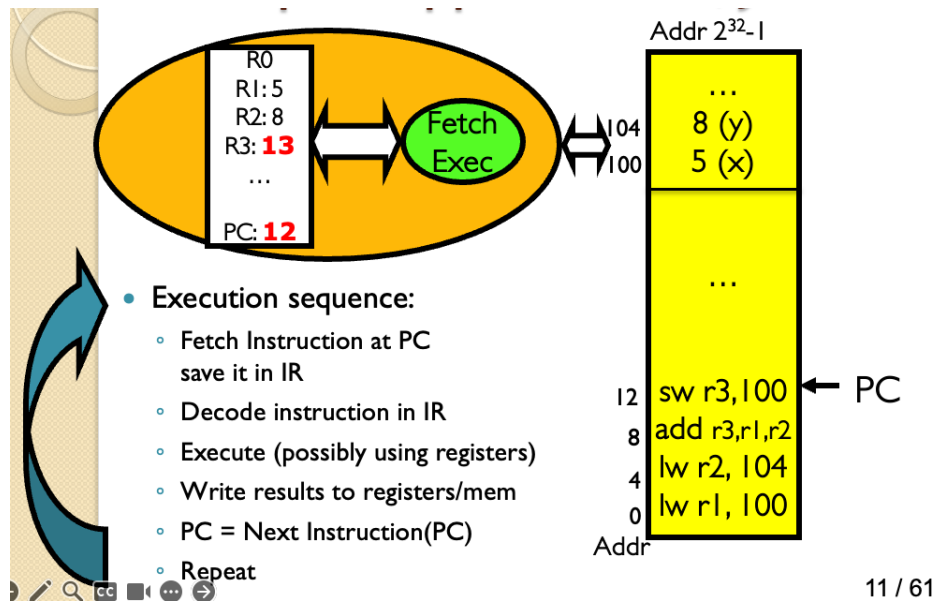 Addr 2³²-1
R0
R1: 5
R2: 8
R3: 13
...
PC: 12
Fetch
Exec
104
100
...
8 (y)
5 (x)
...
Execution sequence:
Fetch Instruction at PC
save it in IR
Decode instruction in IR
Execute (possibly using registers)
Write results to registers/mem
PC = Next Instruction(PC)
Repeat
12 sw r3,100 PC
8 add r3,r1,r2
4 lw r2, 104
0 lw r1, 100
Addr
CC
11 / 61